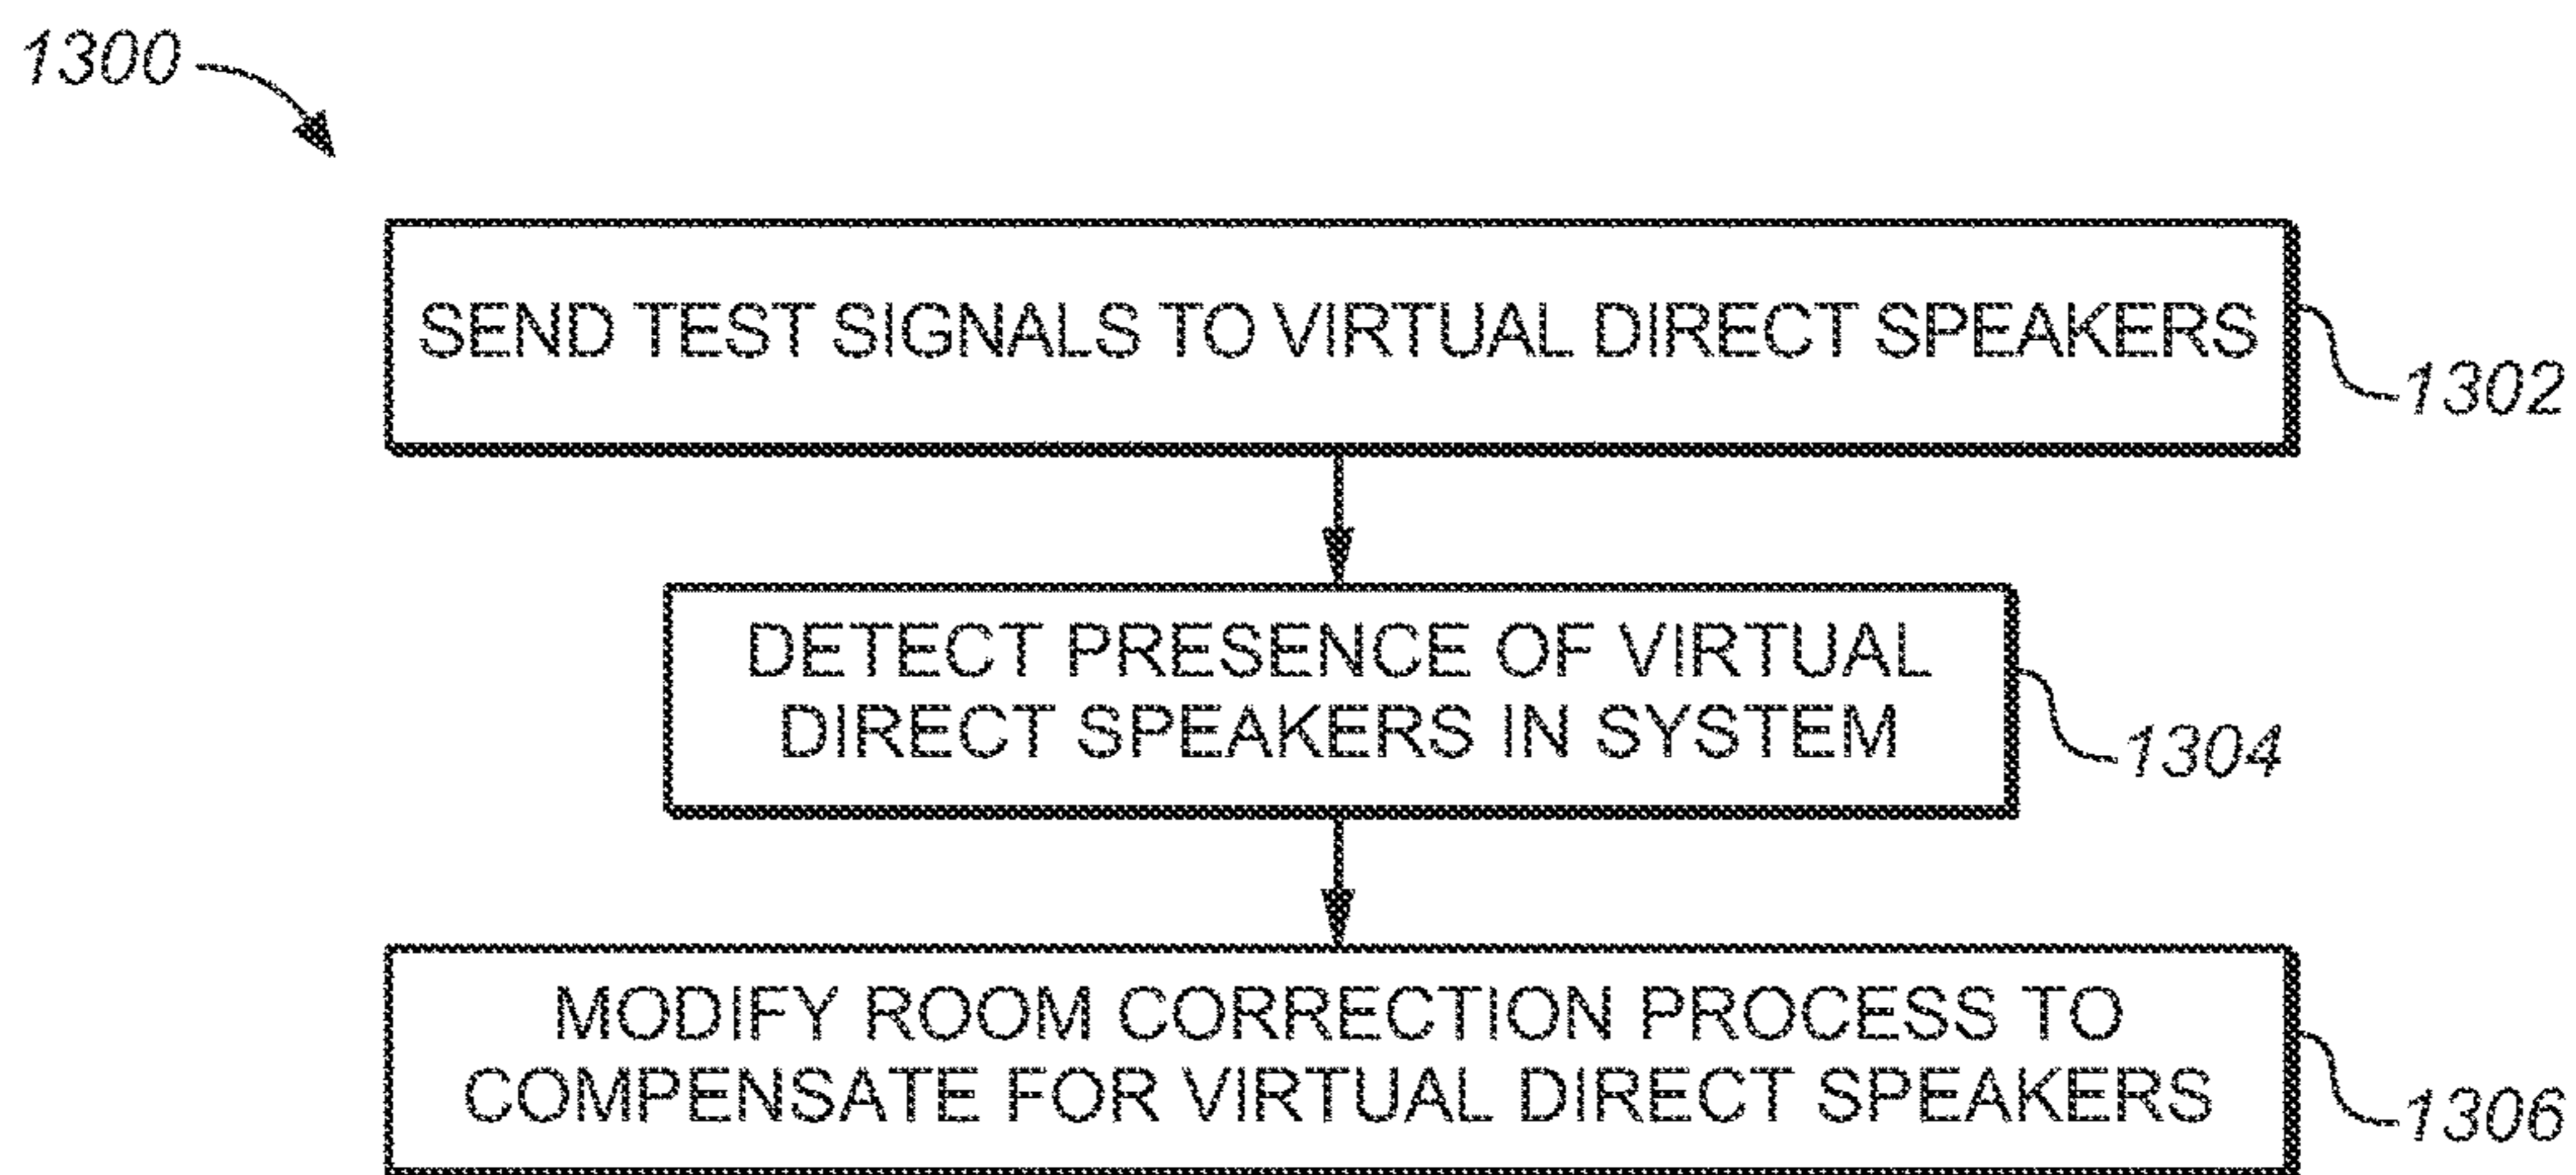 1300
SEND TEST SIGNALS TO VIRTUAL DIRECT SPEAKERS
1302
DETECT PRESENCE OF VIRTUAL
DIRECT SPEAKERS IN SYSTEM
1304
MODIFY ROOM CORRECTION PROCESS TO
COMPENSATE FOR VIRTUAL DIRECT SPEAKERS
1306